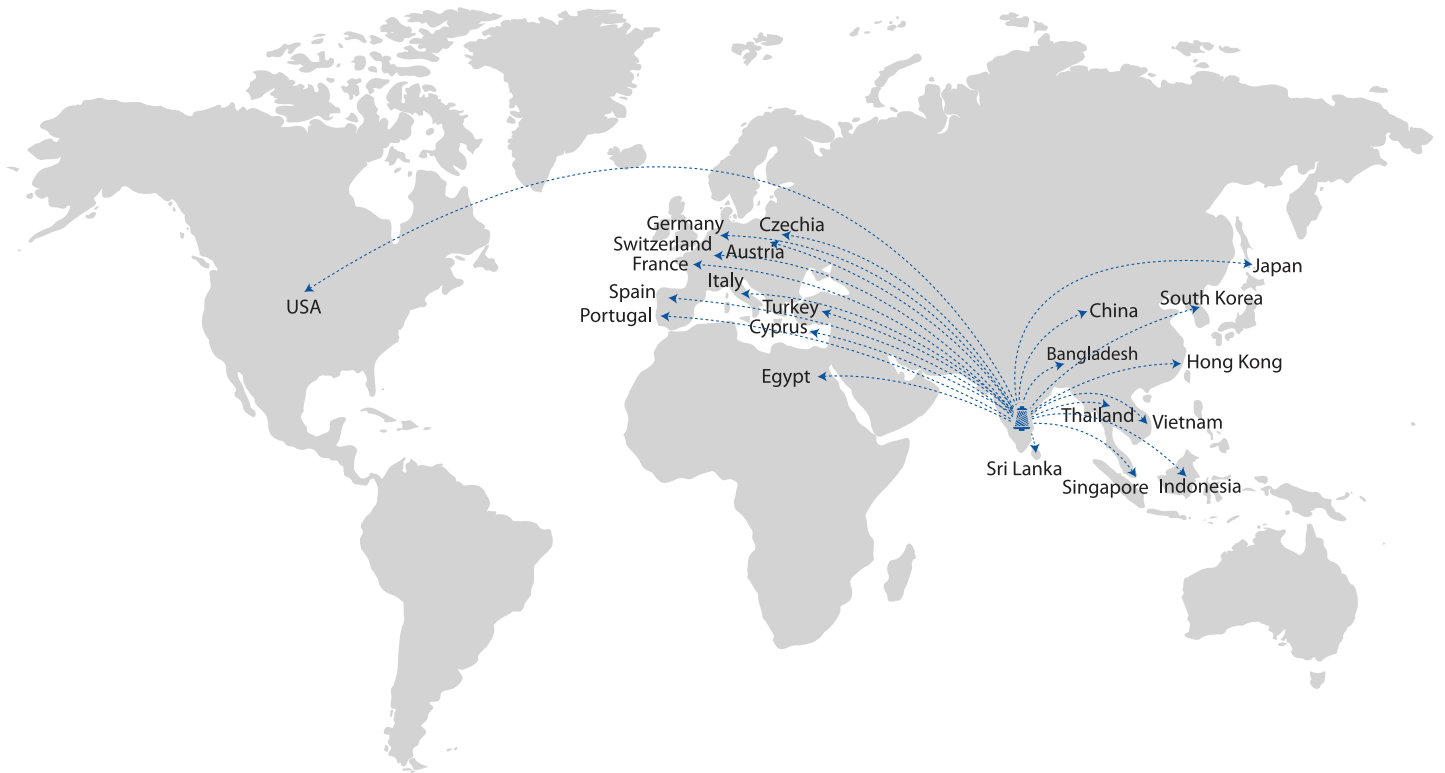 Germany
Czechia
Switzerland
Austria
France
Japan
Italy
Spain
South Korea
USA
Turkey
China
Portugal
Cyprus
Bangladesh
Hong Kong
Egypt
Thailand
Vietnam
Sri Lanka
Singapore
Indonesia